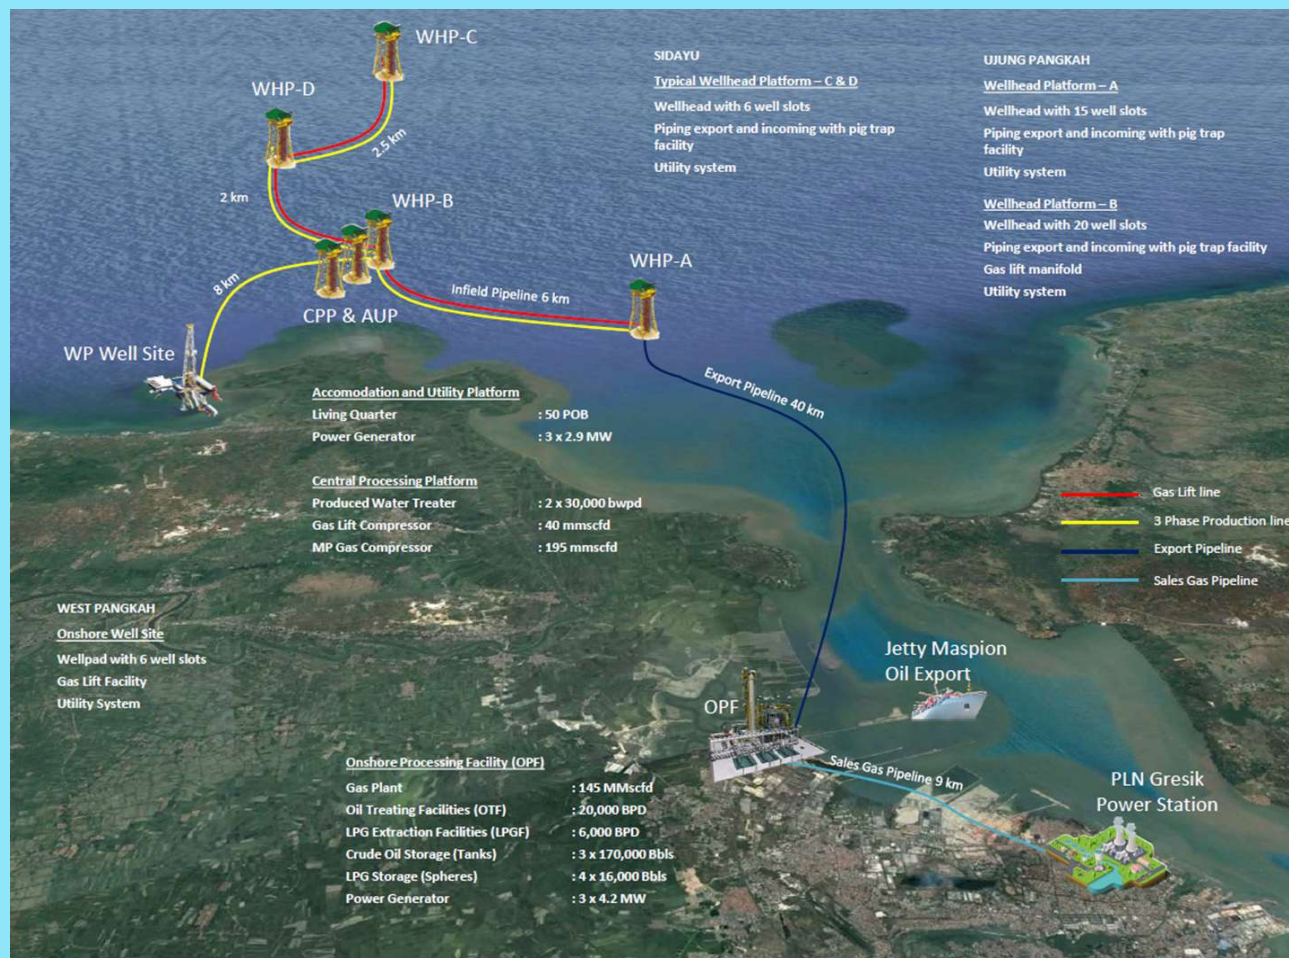 WHP-C
WHP-D
2.5 km
2 km
WHP-B
WHP-A
8 km
Infield Pipeline 6 km
CPP & AUP
WP Well Site
Export Pipeline 40 km
SIDAYU
Typical Wellhead Platform – C & D
Wellhead with 6 well slots
Piping export and incoming with pig trap
facility
Utility system
UJUNG PANGKAH
Wellhead Platform – A
Wellhead with 15 well slots
Piping export and incoming with pig trap
facility
Utility system
Wellhead Platform – B
Wellhead with 20 well slots
Piping export and incoming with pig trap facility
Gas lift manifold
Utility system
Accomodation and Utility Platform
Living Quarter : 50 POB
Power Generator : 3 x 2.9 MW
Central Processing Platform
Produced Water Treater : 2 x 30,000 bwpd
Gas Lift Compressor : 40 mmscfd
MP Gas Compressor : 195 mmscfd
Gas Lift line
3 Phase Production line
Export Pipeline
Sales Gas Pipeline
WEST PANGKAH
Onshore Well Site
Wellpad with 6 well slots
Gas Lift Facility
Utility System
Jetty Maspion
Oil Export
OPF
Sales Gas Pipeline 9 km
PLN Gresik
Power Station
Onshore Processing Facility (OPF)
Gas Plant : 145 MMscfd
Oil Treating Facilities (OTF) : 20,000 BPD
LPG Extraction Facilities (LPGF) : 6,000 BPD
Crude Oil Storage (Tanks) : 3 x 170,000 Bbls
LPG Storage (Spheres) : 4 x 16,000 Bbls
Power Generator : 3 x 4.2 MW